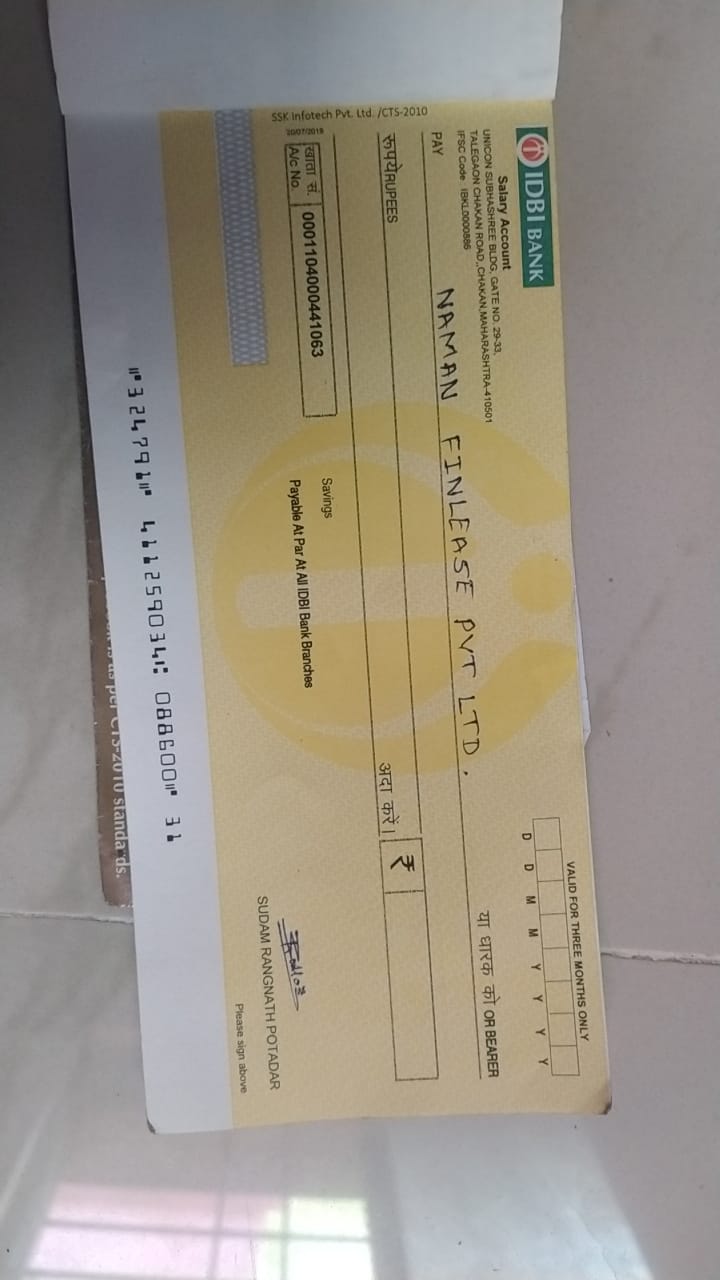 IDBI BANK
Salary Account
UNICON SUBHASHREE BLDG, GATE NO. 29-33,
TALEGAON CHAKAN ROAD,,CHAKAN,MAHARASHTRA-410501
IFSC Code IBKL0000886
VALID FOR THREE MONTHS ONLY
D D M M Y Y Y Y
PAY NAMAN FINLEASE PVT LTD. या धारक को OR BEARER
रूपये RUPEES
अदा करें। ₹
SSK Infotech Pvt. Ltd. /CTS-2010
20/07/2019
खाता सं.
A/c No. 0001104000441063
Savings
Payable At Par At All IDBI Bank Branches
SUDAM RANGNATH POTADAR
Please sign above
⑈324791⑈ 411259034⑆ 088600⑈ 31
as per CTS-2010 standards.